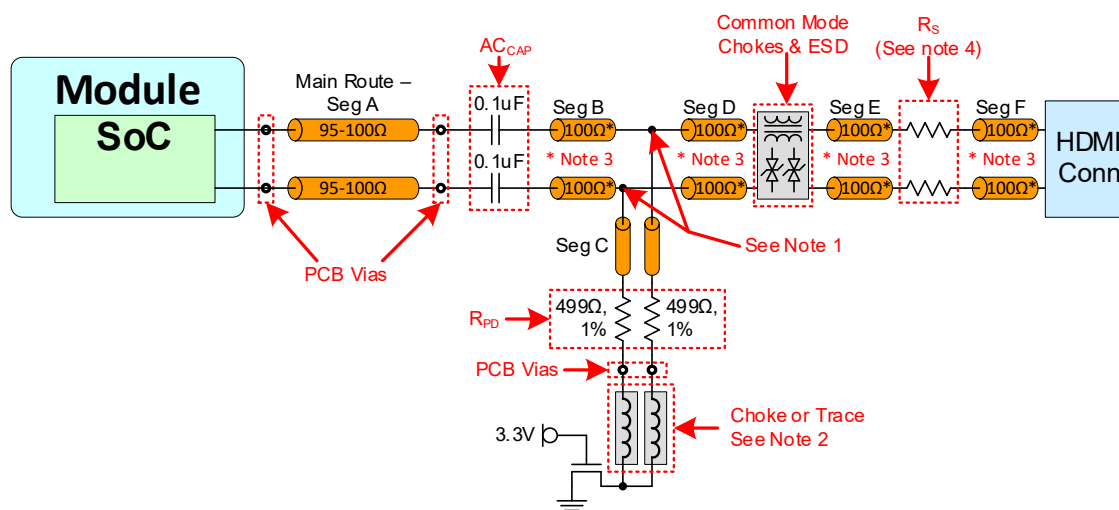 Common Mode
Chokes & ESD
R_S
(See note 4)
AC_CAP
Module
SoC
Main Route –
Seg A
95-100Ω
95-100Ω
0.1uF
0.1uF
Seg B
100Ω*
* Note 3
100Ω*
Seg D
100Ω*
* Note 3
100Ω*
Seg E
100Ω*
* Note 3
100Ω*
Seg F
100Ω*
* Note 3
100Ω*
HDMI
Conn
PCB Vias
Seg C
See Note 1
R_PD
499Ω,
1%
499Ω,
1%
PCB Vias
Choke or Trace
See Note 2
3.3V